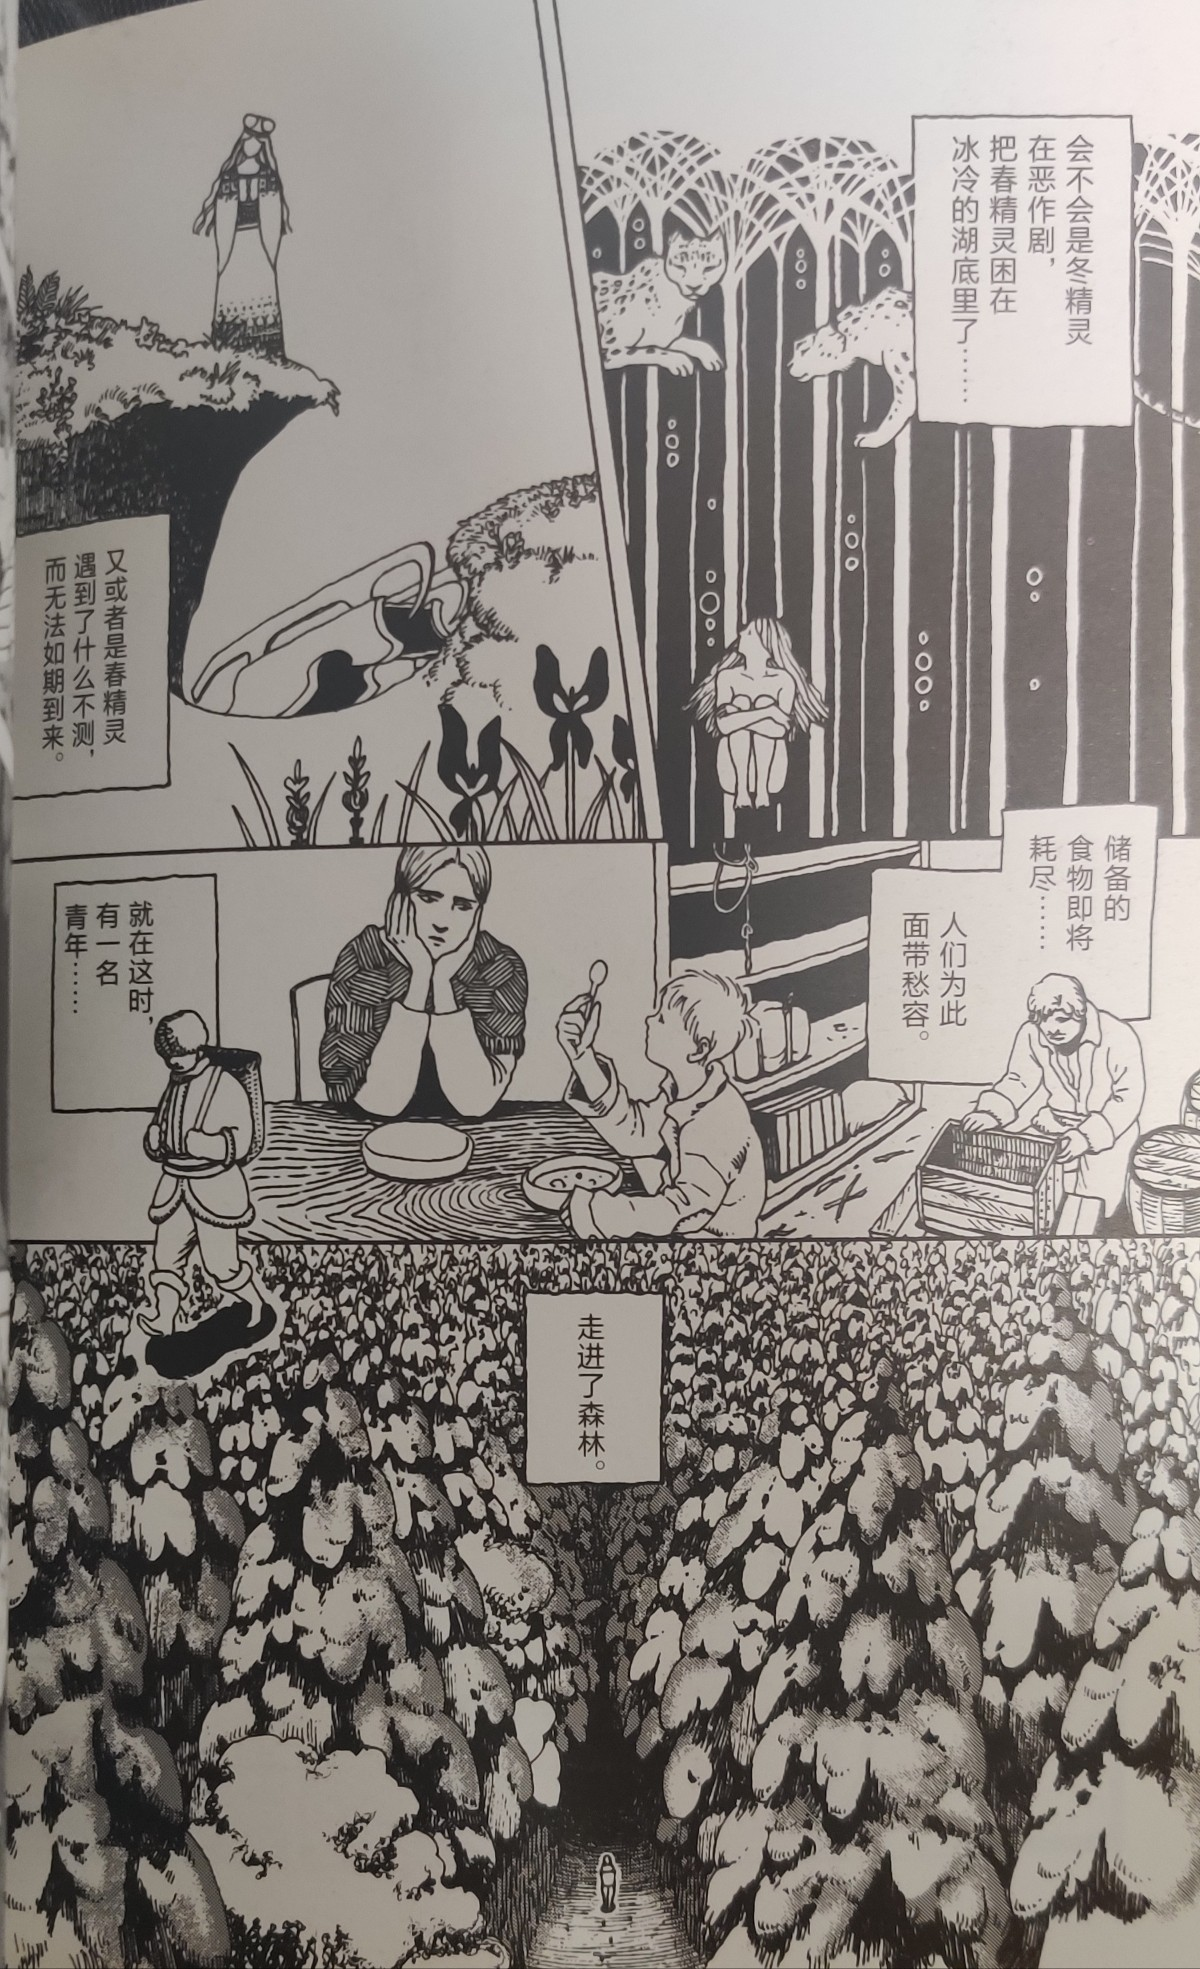 会不会是冬精灵
在恶作剧，
把春精灵困在
冰冷的湖底里了……
又或者是春精灵
遇到了什么不测，
而无法如期到来。
储备的
食物即将
耗尽……
人们为此
面带愁容。
就在这时，
有一名
青年……
走进了森林。